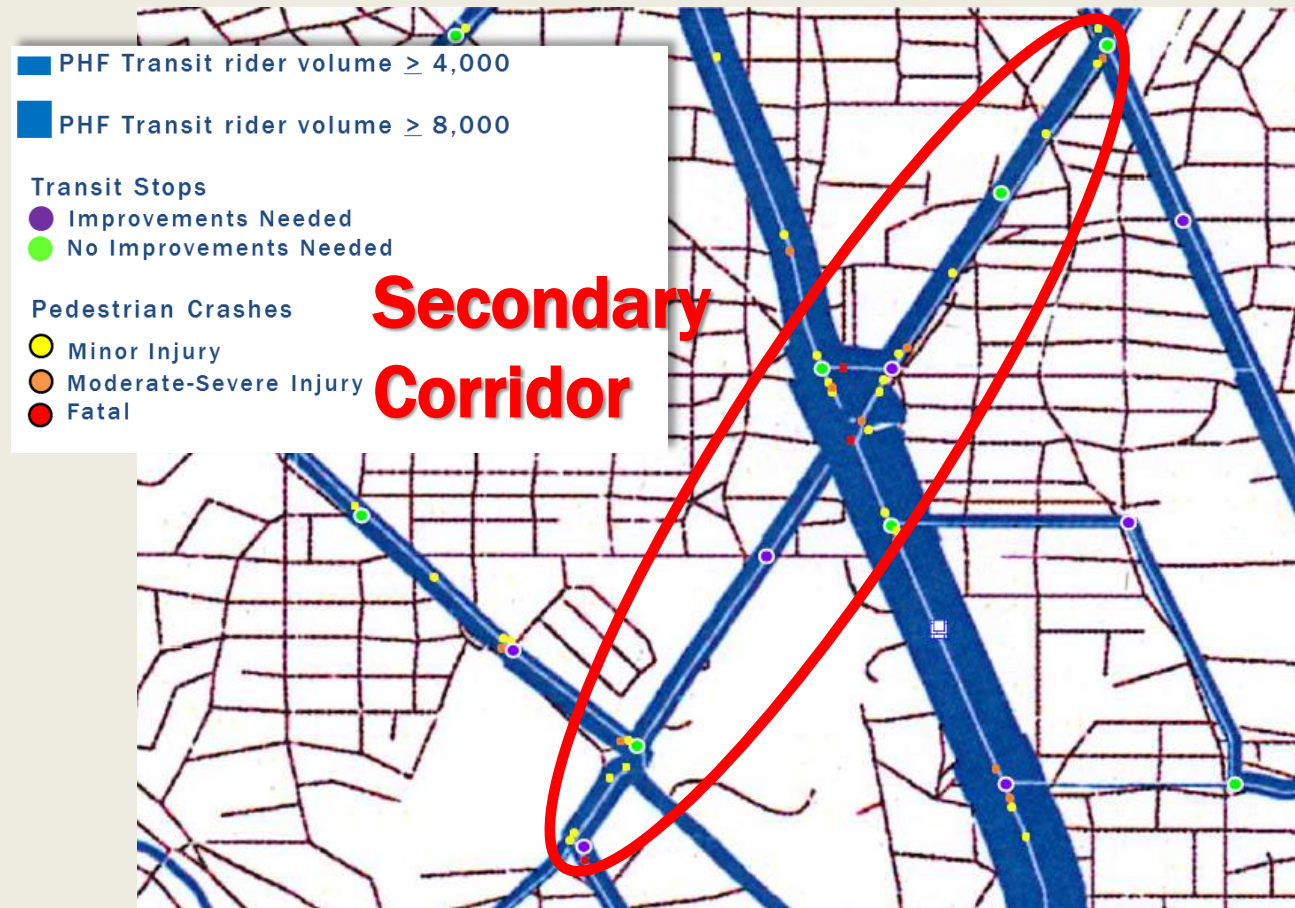 PHF Transit rider volume ≥ 4,000
PHF Transit rider volume ≥ 8,000
Transit Stops
Improvements Needed
No Improvements Needed
Pedestrian Crashes
Minor Injury
Moderate-Severe Injury
Fatal
Secondary
Corridor